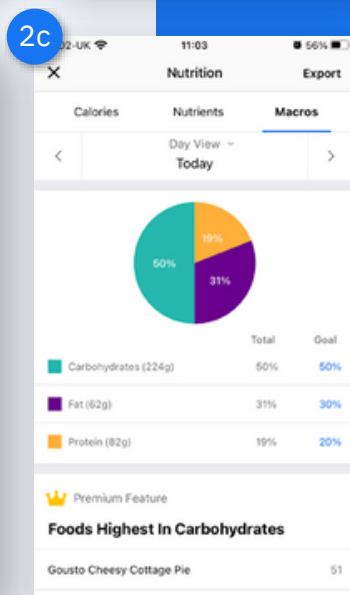 2c
02-UK 11:03 56%
Nutrition Export
Calories Nutrients Macros
Day View
Today
19%
50%
31%
Total Goal
Carbohydrates (224g) 50% 50%
Fat (62g) 31% 30%
Protein (82g) 19% 20%
Premium Feature
Foods Highest In Carbohydrates
Gousto Cheesy Cottage Pie 51